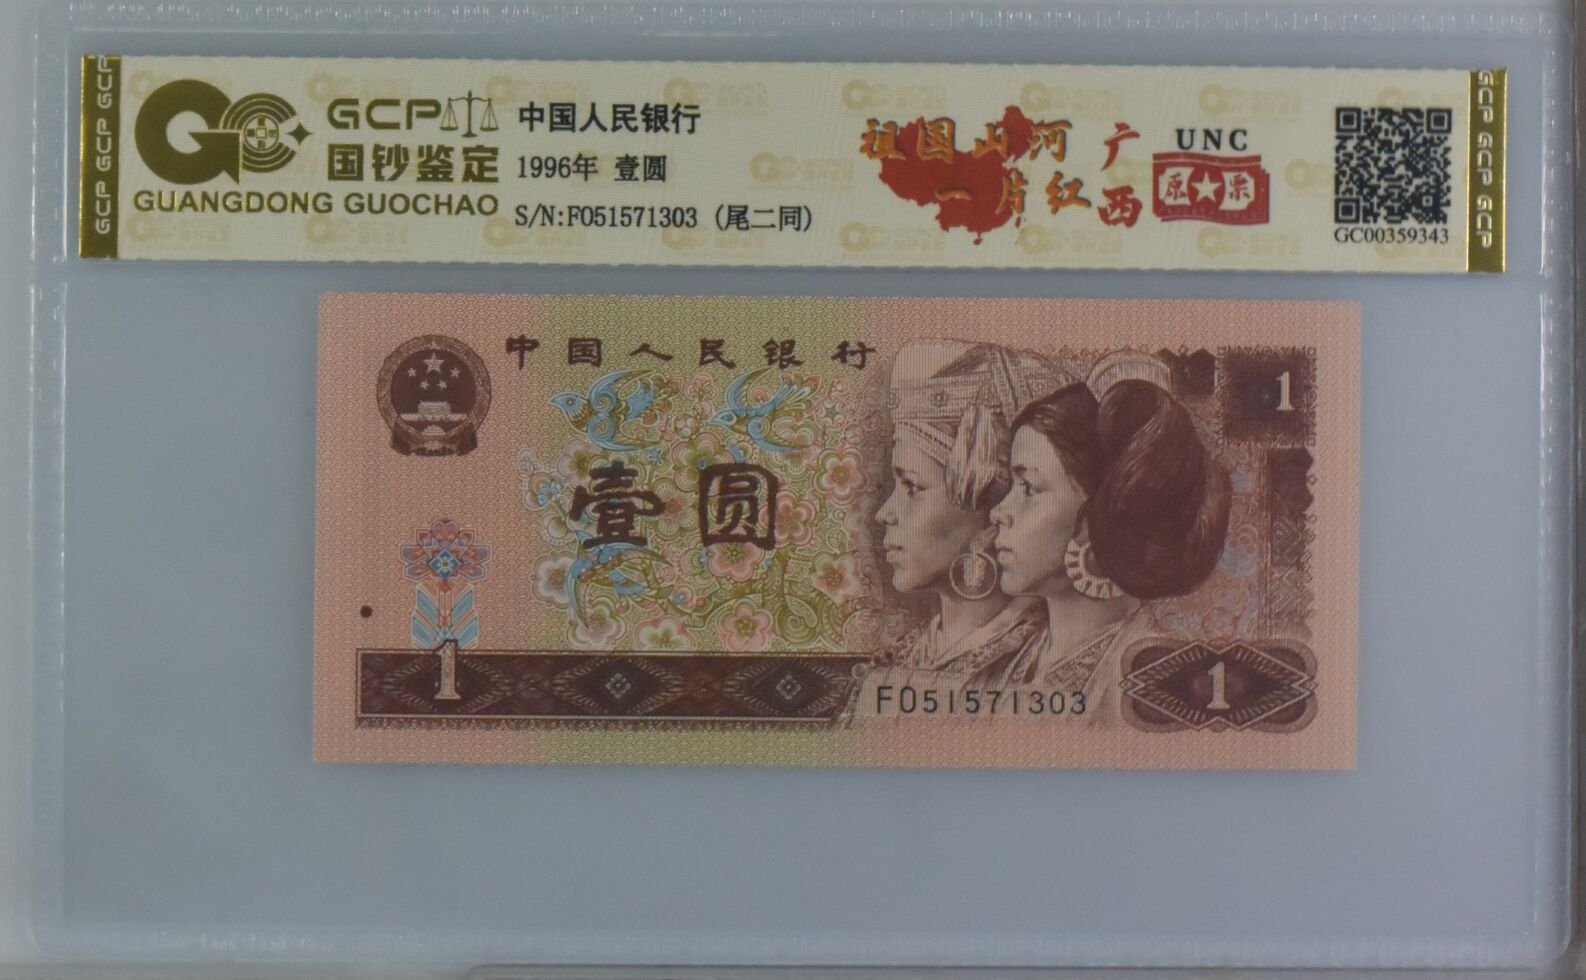 GCP GCP GCP
GCP
国钞鉴定
GUANGDONG GUOCHAO
中国人民银行
1996年 壹圆
S/N:F051571303 (尾二同)
祖国山河
一片红
广西
UNC
原票
GC00359343
GCP GCP GCP
中国人民银行
1
壹圆
1
F051571303
1